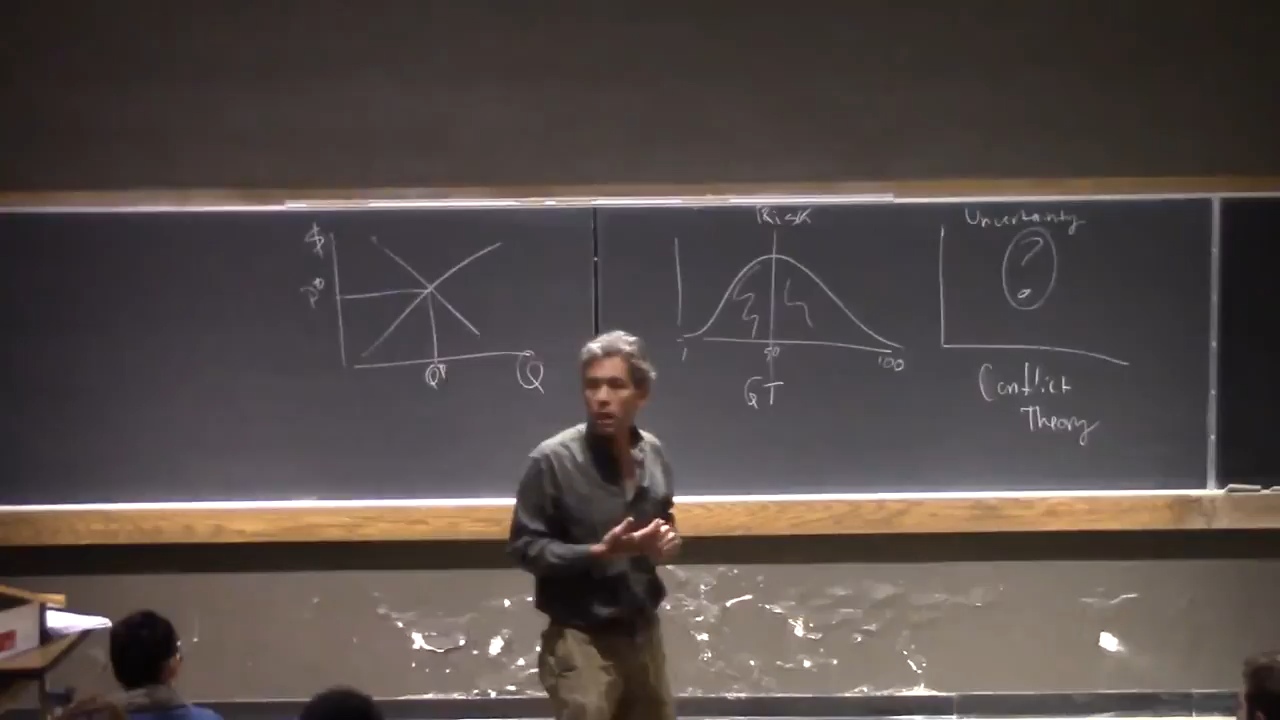 $
P*
Q*
Q
Risk
1
50
100
GT
Uncertainty
?
Conflict
Theory